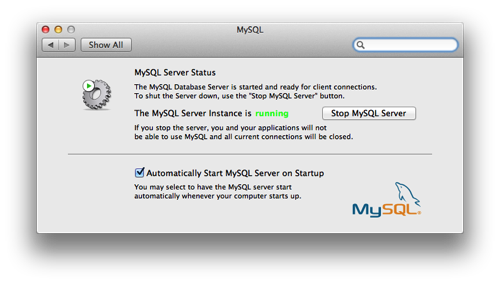 MySQL
Show All
MySQL Server Status
The MySQL Database Server is started and ready for client connections.
To shut the Server down, use the "Stop MySQL Server" button.
The MySQL Server Instance is running
Stop MySQL Server
If you stop the server, you and your applications will not
be able to use MySQL and all current connections will be closed.
Automatically Start MySQL Server on Startup
You may select to have the MySQL server start
automatically whenever your computer starts up.
MySQL®